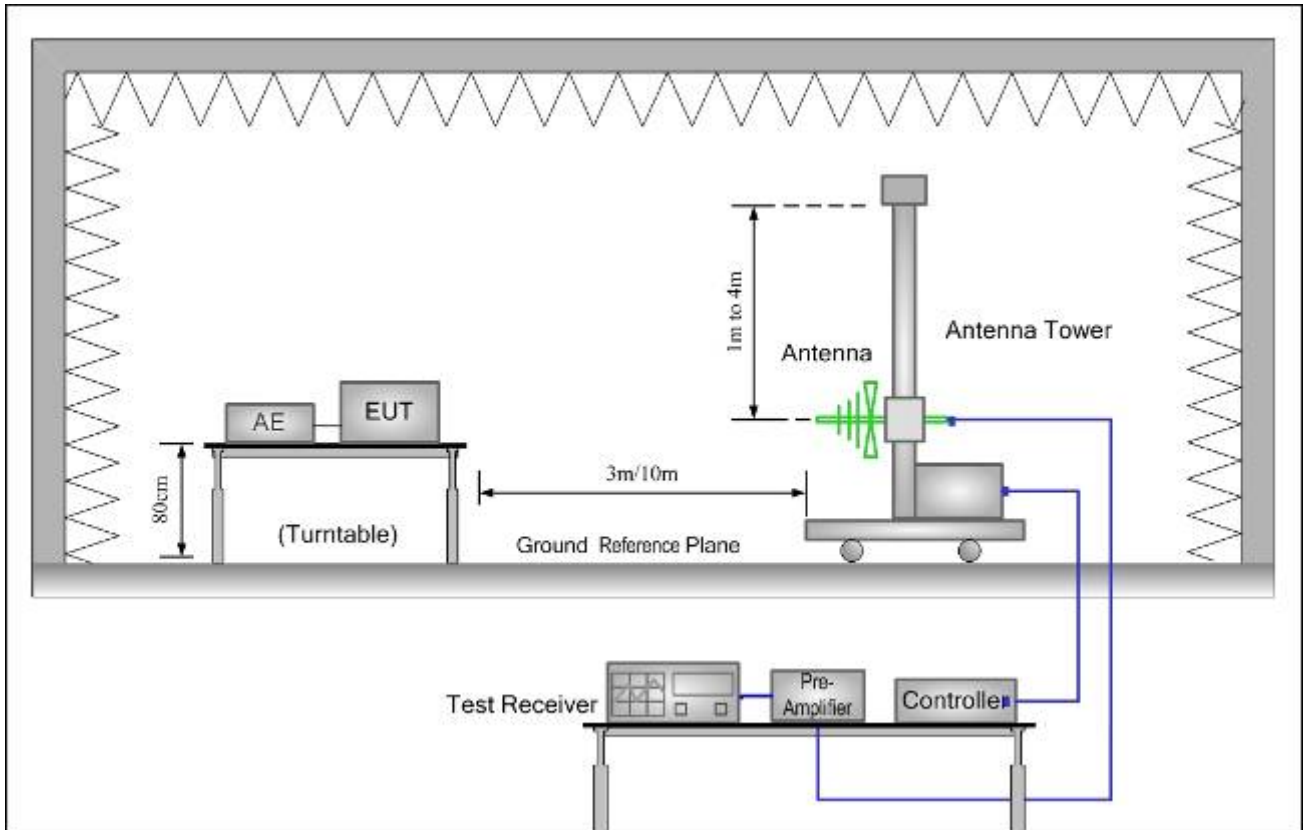 1m to 4m
Antenna Tower
Antenna
AE
EUT
3m/10m
80cm
(Turntable)
Ground Reference Plane
Test Receiver
Pre-
Amplifier
Controller